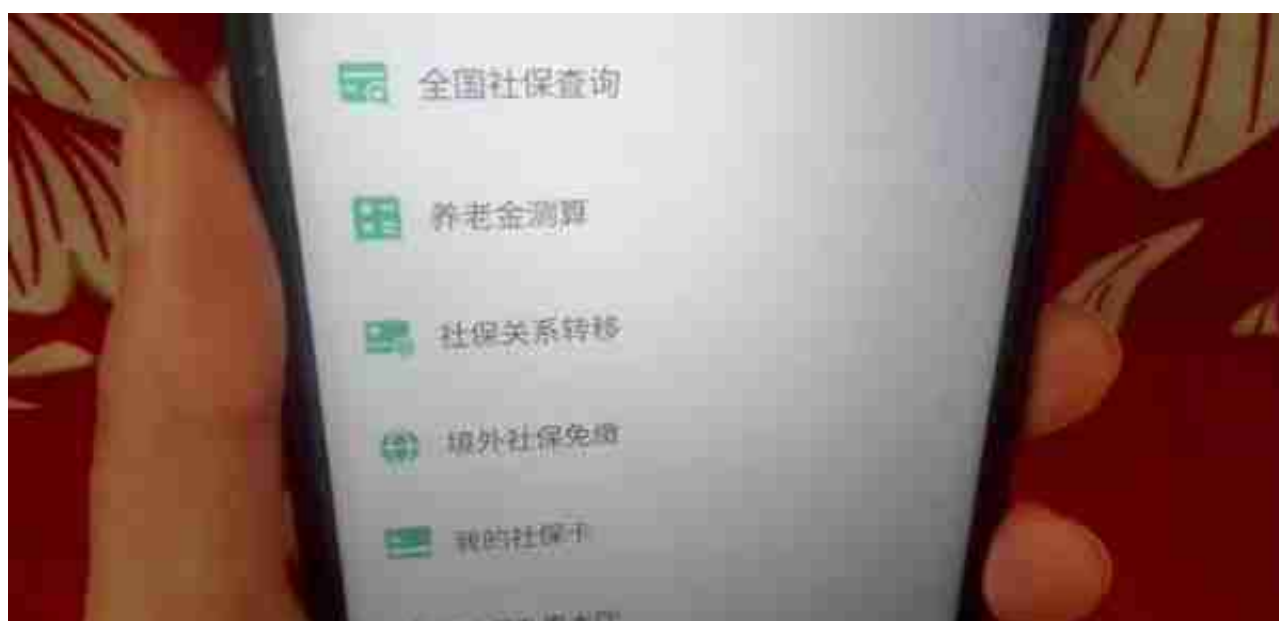 全国社保查询
养老金测算
社保关系转移
境外社保免缴
我的社保卡